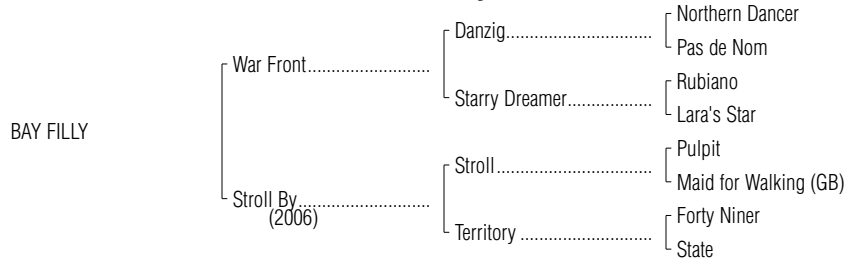 Northern Dancer
Danzig................................
Pas de Nom
War Front..........................
Rubiano
Starry Dreamer..................
Lara's Star
BAY FILLY
Pulpit
Stroll.................................
Maid for Walking (GB)
Stroll By............................
(2006)
Forty Niner
Territory ............................
State